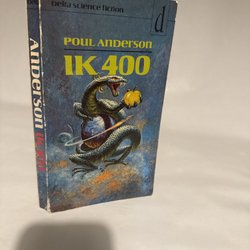 Delta science fiction
d
POUL ANDERSON
IK 400
Anderson